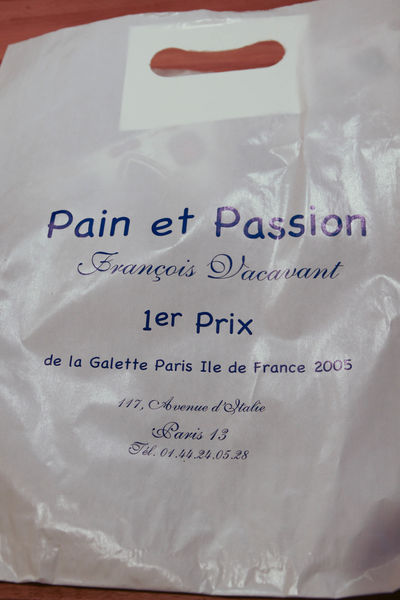 Pain et Passion
François Vacavant
1er Prix
de la Galette Paris Ile de France 2005
117, Avenue d'Italie
Paris 13
Tél. 01.44.24.05.28